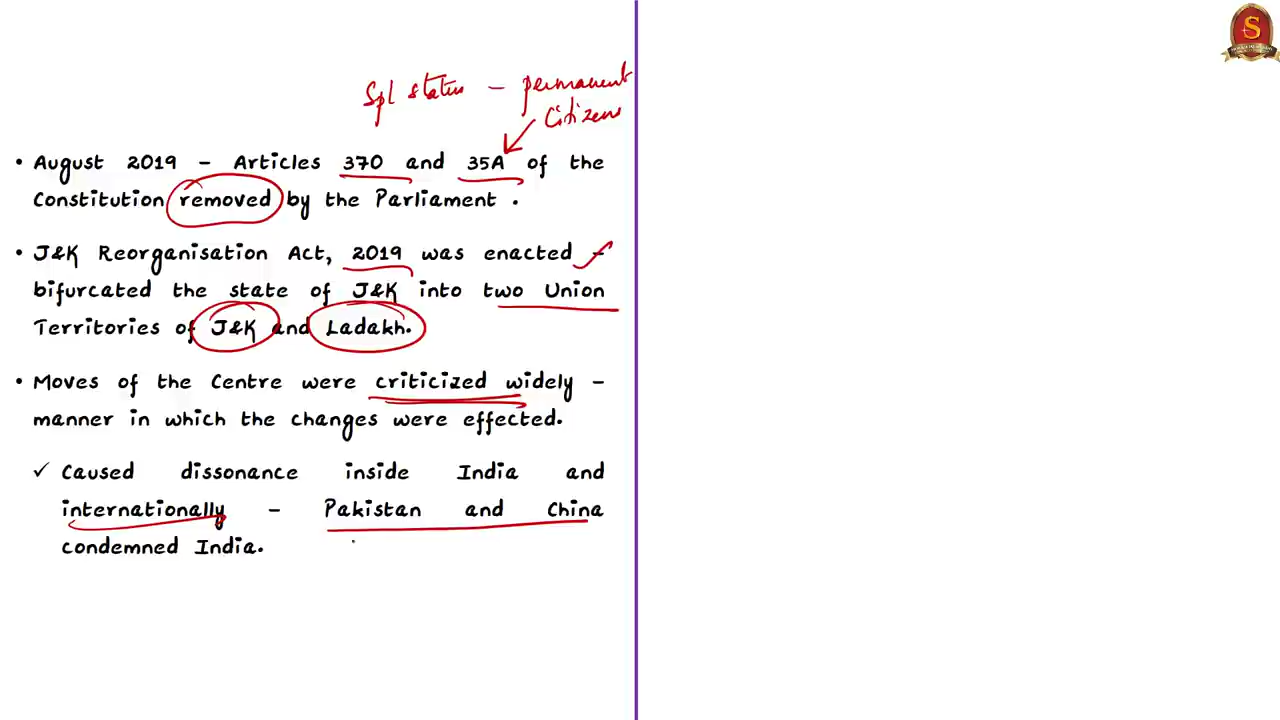 Spl status – permanent
Citizens
• August 2019 – Articles 370 and 35A of the
Constitution removed by the Parliament .
• J&K Reorganisation Act, 2019 was enacted –
bifurcated the state of J&K into two Union
Territories of J&K and Ladakh.
• Moves of the Centre were criticized widely –
manner in which the changes were effected.
✓ Caused dissonance inside India and
internationally – Pakistan and China
condemned India.
S